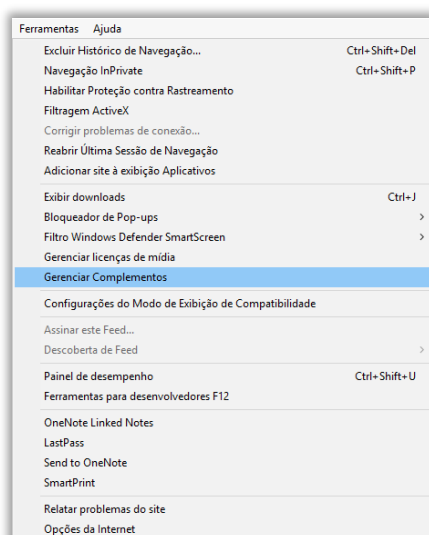 Ferramentas Ajuda
Excluir Histórico de Navegação... Ctrl+Shift+Del
Navegação InPrivate Ctrl+Shift+P
Habilitar Proteção contra Rastreamento
Filtragem ActiveX
Corrigir problemas de conexão...
Reabrir Última Sessão de Navegação
Adicionar site à exibição Aplicativos
Exibir downloads Ctrl+J
Bloqueador de Pop-ups
Filtro Windows Defender SmartScreen
Gerenciar licenças de mídia
Gerenciar Complementos
Configurações do Modo de Exibição de Compatibilidade
Assinar este Feed...
Descoberta de Feed
Painel de desempenho Ctrl+Shift+U
Ferramentas para desenvolvedores F12
OneNote Linked Notes
LastPass
Send to OneNote
SmartPrint
Relatar problemas do site
Opções da Internet